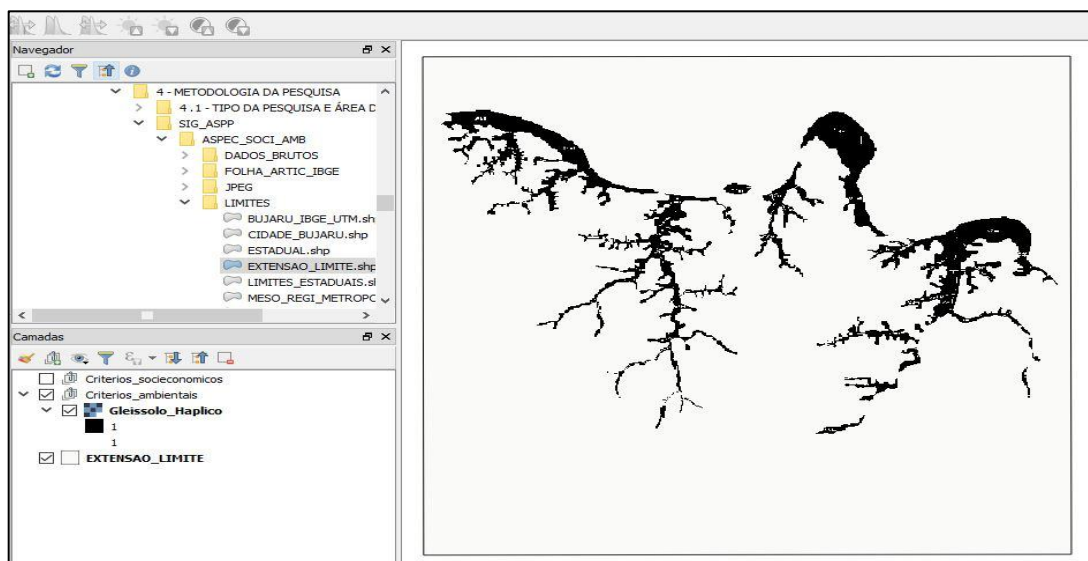 Navegador
4 - METODOLOGIA DA PESQUISA
4.1 - TIPO DA PESQUISA E ÁREA D
SIG_ASPP
ASPEC_SOCI_AMB
DADOS_BRUTOS
FOLHA_ARTIC_IBGE
JPEG
LIMITES
BUJARU_IBGE_UTM.sh
CIDADE_BUJARU.shp
ESTADUAL.shp
EXTENSAO_LIMITE.shp
LIMITES_ESTADUAIS.sl
MESO_REGI_METROPC
Camadas
Criterios_socieconomicos
Criterios_ambientais
Gleissolo_Haplico
1
1
EXTENSAO_LIMITE